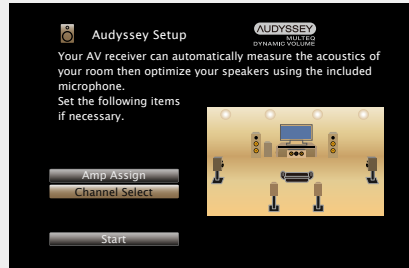 Audyssey Setup
AUDYSSEY
MULTEQ
DYNAMIC VOLUME
Your AV receiver can automatically measure the acoustics of
your room then optimize your speakers using the included
microphone.
Set the following items
if necessary.
Amp Assign
Channel Select
Start